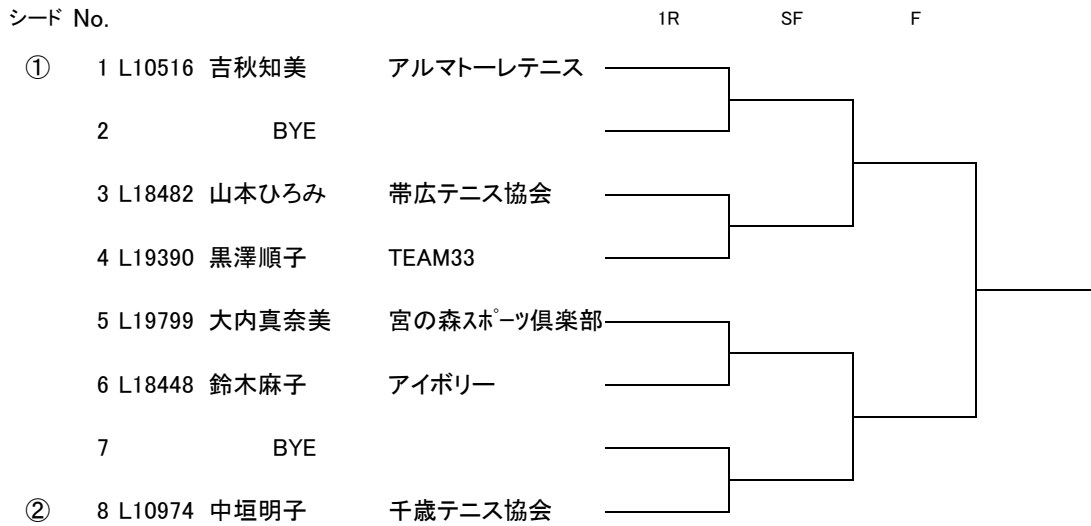 シード No. 1R SF F
① 1 L10516 吉秋知美 アルマトーレテニス
2 BYE
3 L18482 山本ひろみ 帯広テニス協会
4 L19390 黒澤順子 TEAM33
5 L19799 大内真奈美 宮の森ｽﾎﾟｰﾂ倶楽部
6 L18448 鈴木麻子 アイボリー
7 BYE
② 8 L10974 中垣明子 千歳テニス協会